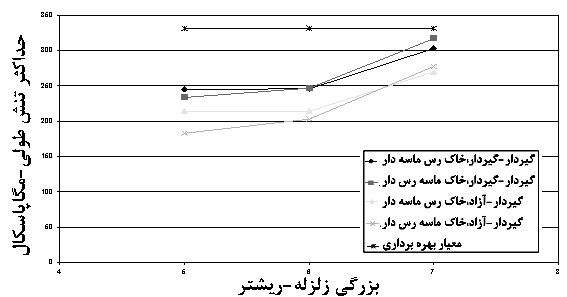 حداکثر تنش طولی-مگاپاسکال
350
300
250
200
150
100
50
0
گیردار-گیردار،خاک رس ماسه دار
گیردار-گیردار،خاک ماسه رس دار
گیردار-آزاد،خاک رس ماسه دار
گیردار-آزاد،خاک ماسه رس دار
معیار بهره برداری
4 5 6 7 8
بزرگی زلزله-ریشتر